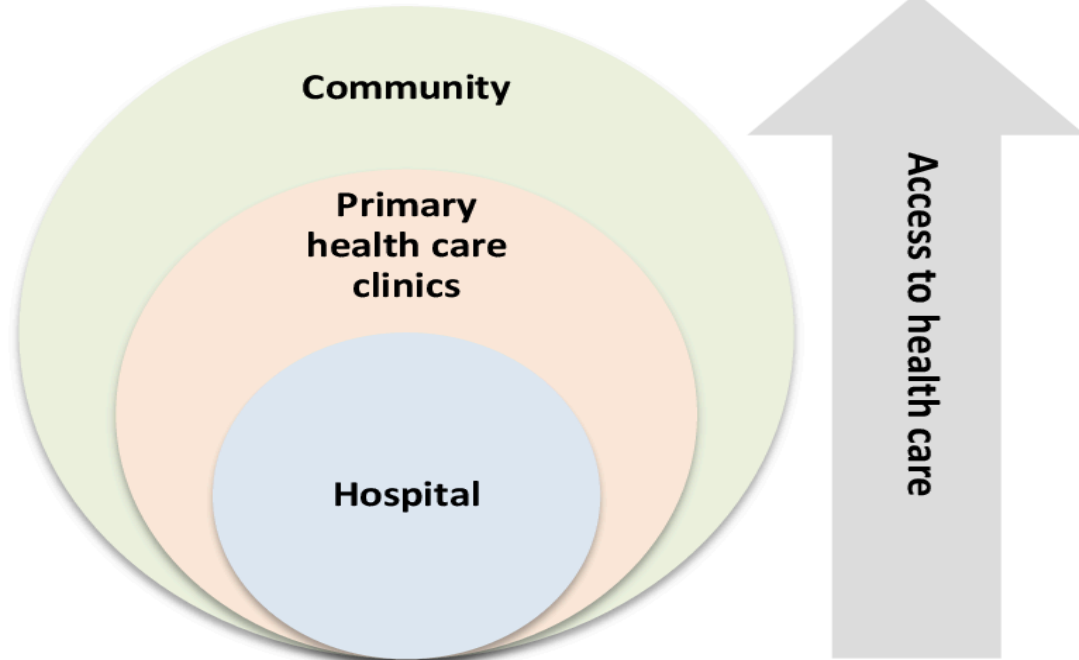 Community
Primary
health care
clinics
Hospital
Access to health care